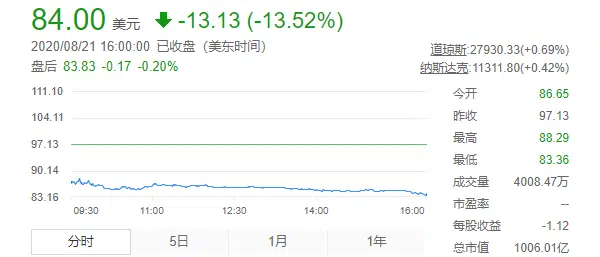 84.00 美元 -13.13 (-13.52%)
2020/08/21 16:00:00 已收盘 (美东时间)
盘后 83.83 -0.17 -0.20%
道琼斯:27930.33(+0.69%)
纳斯达克:11311.80(+0.42%)
111.10
104.11
97.13
90.14
83.16
09:30 11:00 12:30 14:00 16:00
分时 5日 1月 1年
今开 86.65
昨收 97.13
最高 88.29
最低 83.36
成交量 4008.47万
市盈率 --
每股收益 -1.12
总市值 1006.01亿